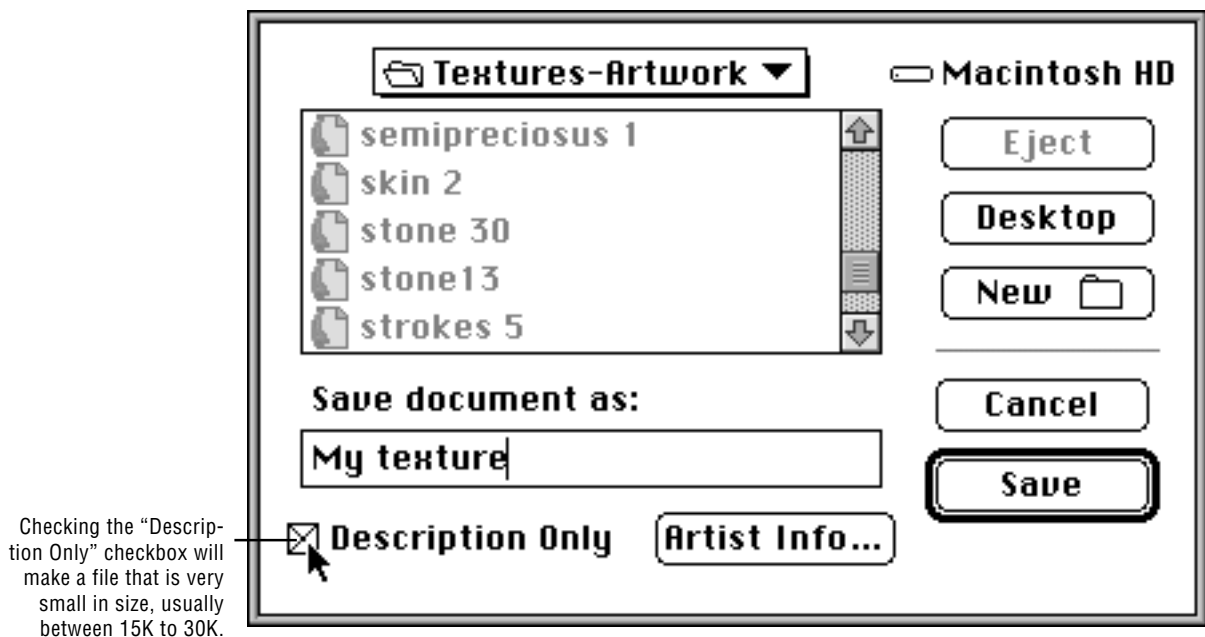 Textures-Artwork
Macintosh HD
semipreciosus 1
skin 2
stone 30
stone13
strokes 5
Eject
Desktop
New
Save document as:
My texture
Cancel
Save
Description Only
Artist Info...
Checking the “Descrip-
tion Only” checkbox will
make a file that is very
small in size, usually
between 15K to 30K.